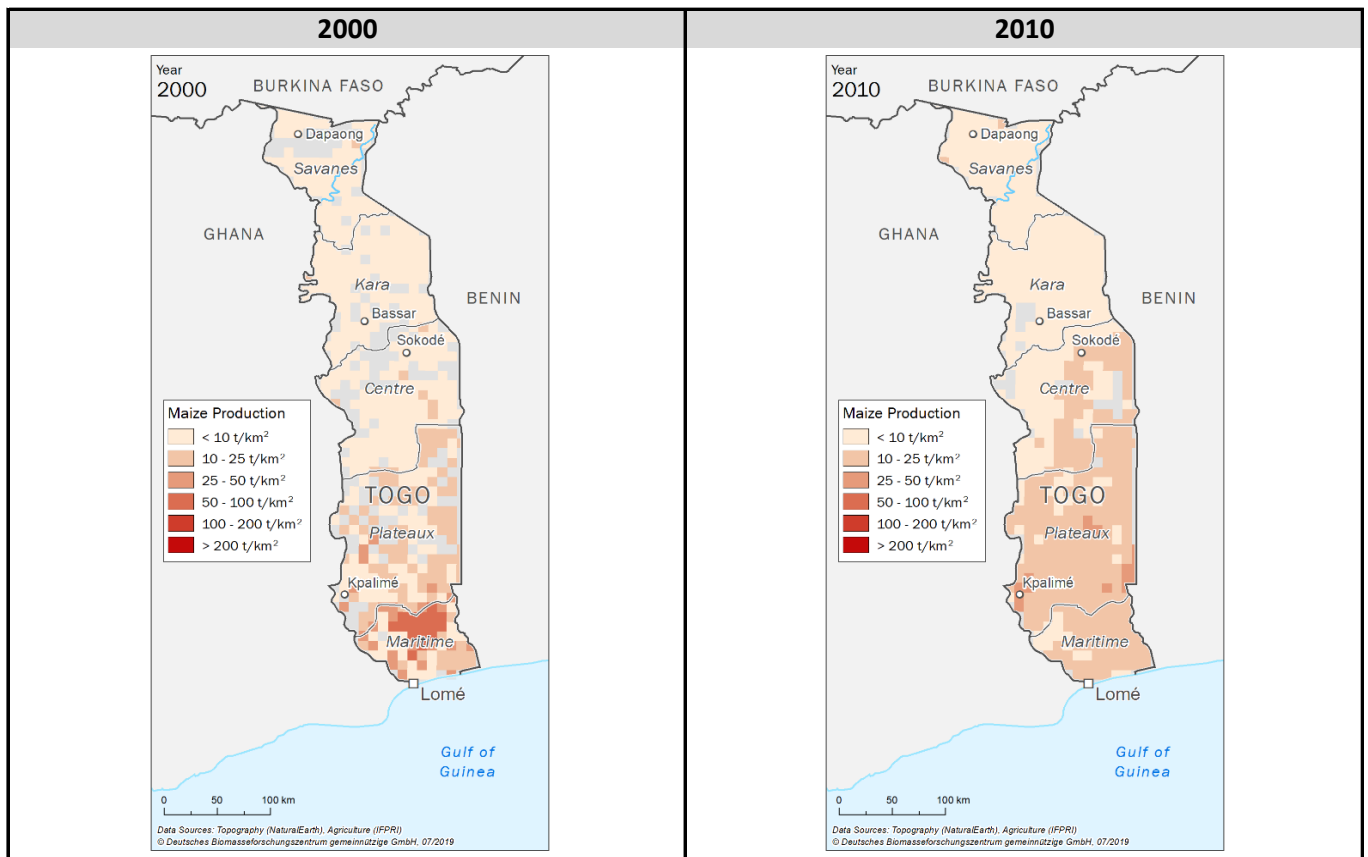 2000
2010
Year
2000
BURKINA FASO
Dapaong
Savanes
GHANA
Kara
BENIN
Bassar
Sokodé
Centre
Maize Production
< 10 t/km²
10 - 25 t/km²
25 - 50 t/km²
50 - 100 t/km²
100 - 200 t/km²
> 200 t/km²
TOGO
Plateaux
Kpalimé
Maritime
Lomé
Gulf of
Guinea
0 50 100 km
Data Sources: Topography (NaturalEarth), Agriculture (IFPRI)
© Deutsches Biomasseforschungszentrum gemeinnützige GmbH, 07/2019
Year
2010
BURKINA FASO
Dapaong
Savanes
GHANA
Kara
BENIN
Bassar
Sokodé
Centre
Maize Production
< 10 t/km²
10 - 25 t/km²
25 - 50 t/km²
50 - 100 t/km²
100 - 200 t/km²
> 200 t/km²
TOGO
Plateaux
Kpalimé
Maritime
Lomé
Gulf of
Guinea
0 50 100 km
Data Sources: Topography (NaturalEarth), Agriculture (IFPRI)
© Deutsches Biomasseforschungszentrum gemeinnützige GmbH, 07/2019